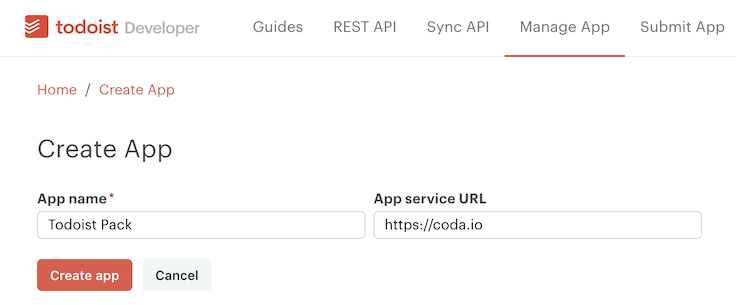 todoist Developer Guides REST API Sync API Manage App Submit App
Home / Create App
Create App
App name* App service URL
Todoist Pack https://coda.io
Create app Cancel